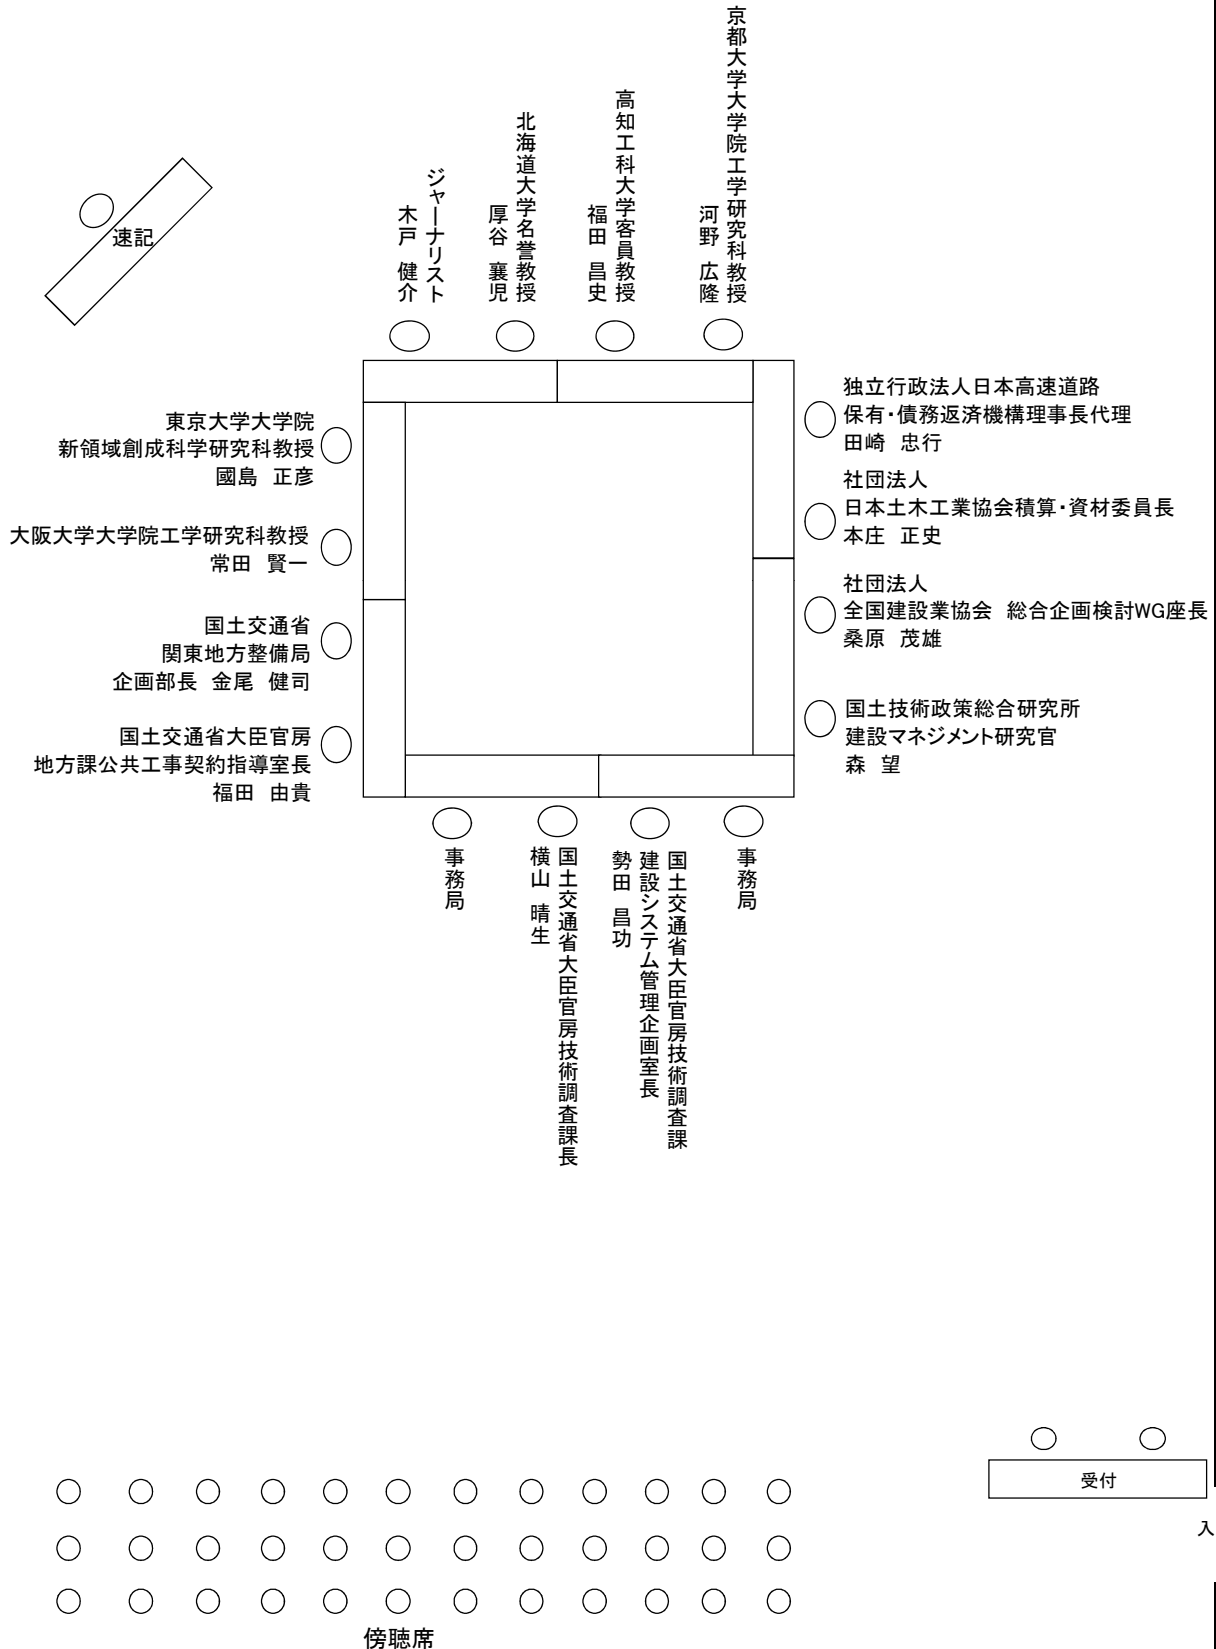 京都大学大学院工学研究科教授
河野 広隆
高知工科大学客員教授
福田 昌史
北海道大学名誉教授
厚谷 襄児
ジャーナリスト
木戸 健介
速記
東京大学大学院
新領域創成科学研究科教授
國島 正彦
大阪大学大学院工学研究科教授
常田 賢一
国土交通省
関東地方整備局
企画部長 金尾 健司
国土交通省大臣官房
地方課公共工事契約指導室長
福田 由貴
独立行政法人日本高速道路
保有・債務返済機構理事長代理
田崎 忠行
社団法人
日本土木工業協会積算・資材委員長
本庄 正史
社団法人
全国建設業協会 総合企画検討WG座長
桑原 茂雄
国土技術政策総合研究所
建設マネジメント研究官
森 望
事務局
国土交通省大臣官房技術調査課
建設システム管理企画室長
勢田 昌功
国土交通省大臣官房技術調査課長
横山 晴生
事務局
受付
入
傍聴席